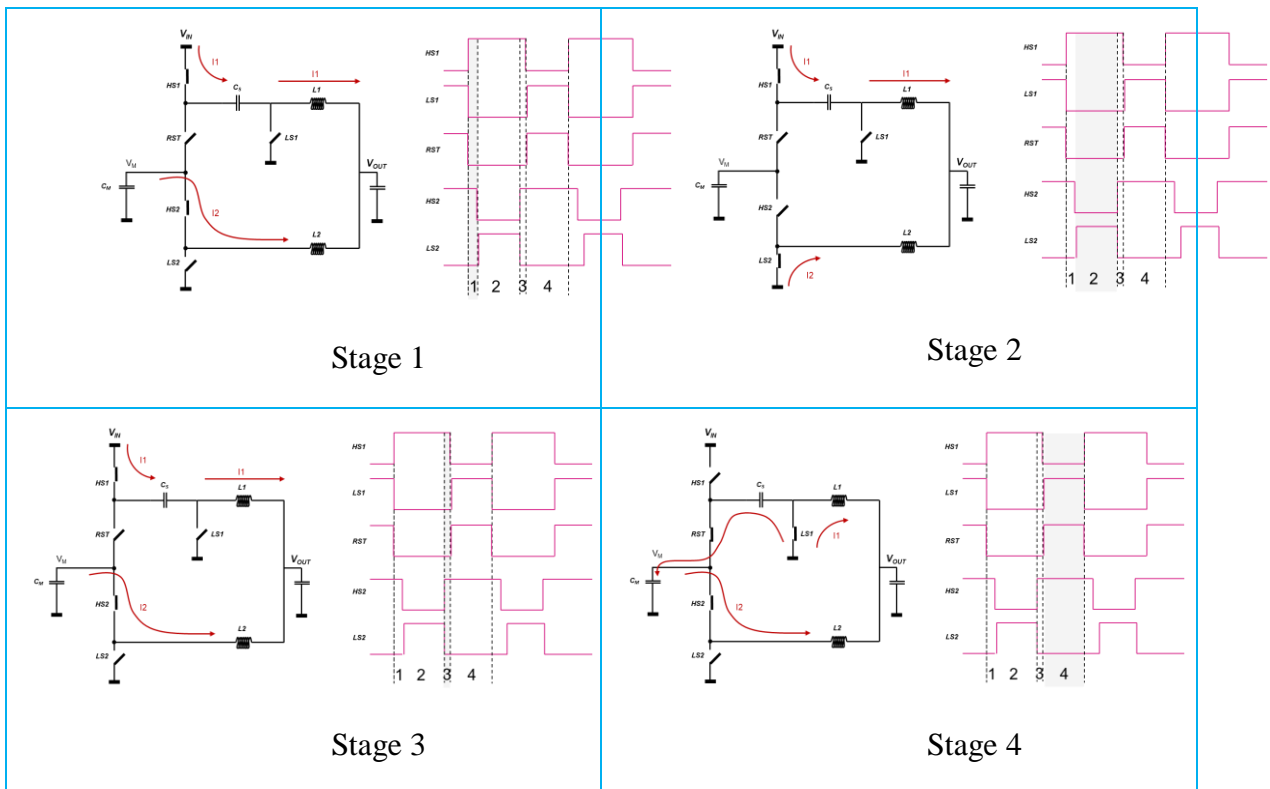 VIN
HS1
I1
I1
CS
L1
LS1
RST
VM
CM
VOUT
HS2
I2
L2
LS2
HS1
LS1
RST
HS2
LS2
1 2 3 4
Stage 1
VIN
HS1
I1
I1
CS
L1
LS1
RST
VM
CM
VOUT
HS2
L2
LS2
I2
HS1
LS1
RST
HS2
LS2
1 2 3 4
Stage 2
VIN
HS1
I1
I1
CS
L1
LS1
RST
VM
CM
VOUT
HS2
I2
L2
LS2
HS1
LS1
RST
HS2
LS2
1 2 3 4
Stage 3
VIN
HS1
CS
L1
LS1
I1
RST
VM
CM
VOUT
HS2
I2
L2
LS2
HS1
LS1
RST
HS2
LS2
1 2 3 4
Stage 4